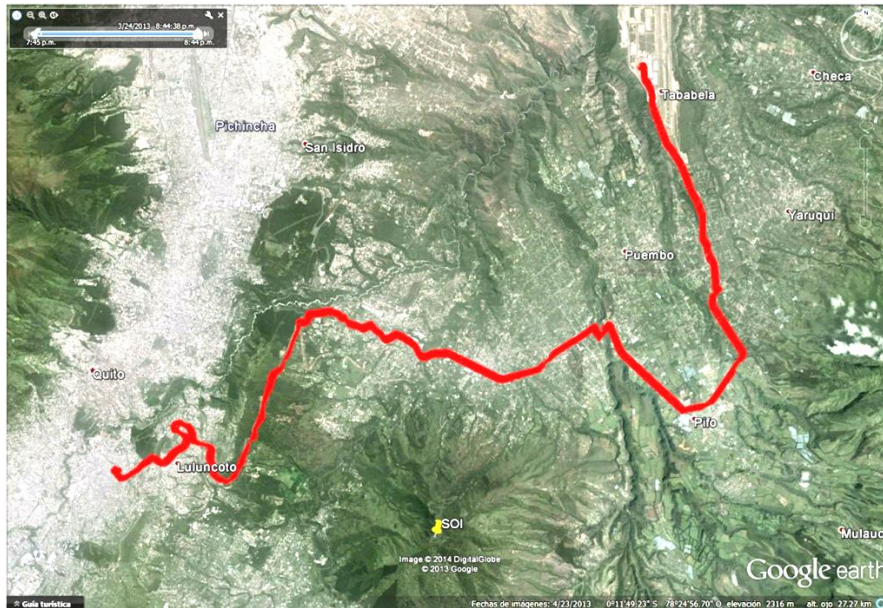 3/24/2013 8:44:38 p.m.
7:45 p.m.
8:44 p.m.
N
Checa
Tababela
Pichincha
San Isidro
Yaruqui
Puembo
Quito
Pifo
Luluncoto
SOI
Mulauc
Image © 2014 DigitalGlobe
© 2013 Google
Google earth
Guía turística
Fechas de imágenes: 4/23/2013 0°11'49.23" S 78°24'56.70" O elevación 2316 m alt. ojo 27.27 km